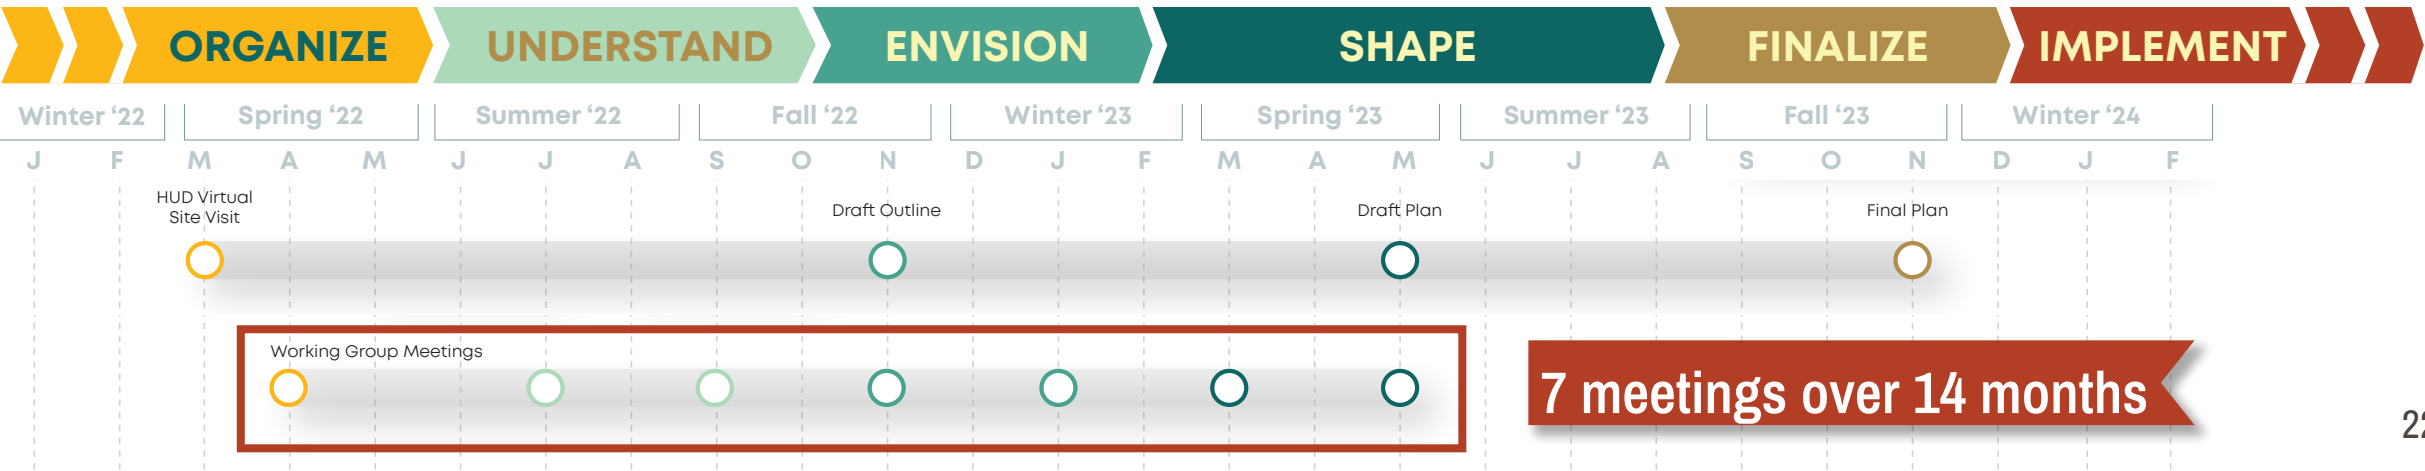 ORGANIZE UNDERSTAND ENVISION SHAPE FINALIZE IMPLEMENT
Winter ‘22 Spring ‘22 Summer ‘22 Fall ‘22 Winter ‘23 Spring ‘23 Summer ‘23 Fall ‘23 Winter ‘24
J F M A M J J A S O N D J F M A M J J A S O N D J F
HUD Virtual
Site Visit
Draft Outline Draft Plan Final Plan
Working Group Meetings
7 meetings over 14 months
22